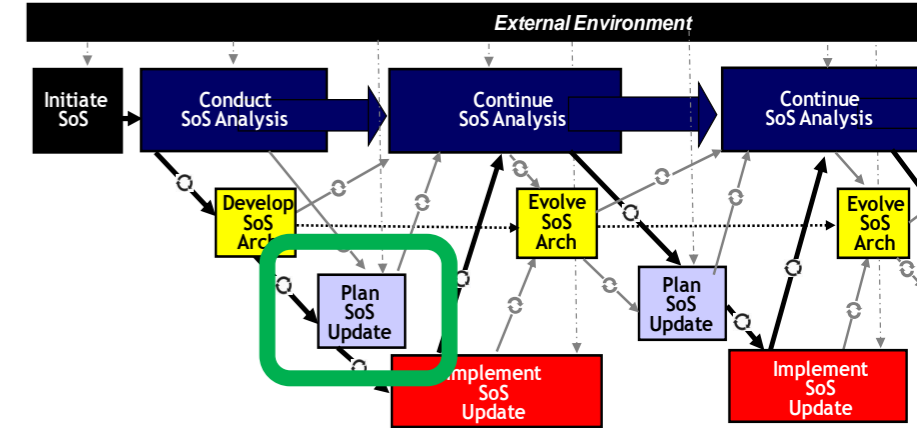 External Environment
Initiate
SoS
Conduct
SoS Analysis
Continue
SoS Analysis
Continue
SoS Analysis
Develop
SoS
Arch
Evolve
SoS
Arch
Evolve
SoS
Arch
Plan
SoS
Update
Plan
SoS
Update
Implement
SoS
Update
Implement
SoS
Update